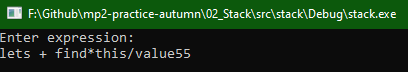 F:\Github\mp2-practice-autumn\02_Stack\src\stack\Debug\stack.exe
Enter expression:
lets + find*this/value55